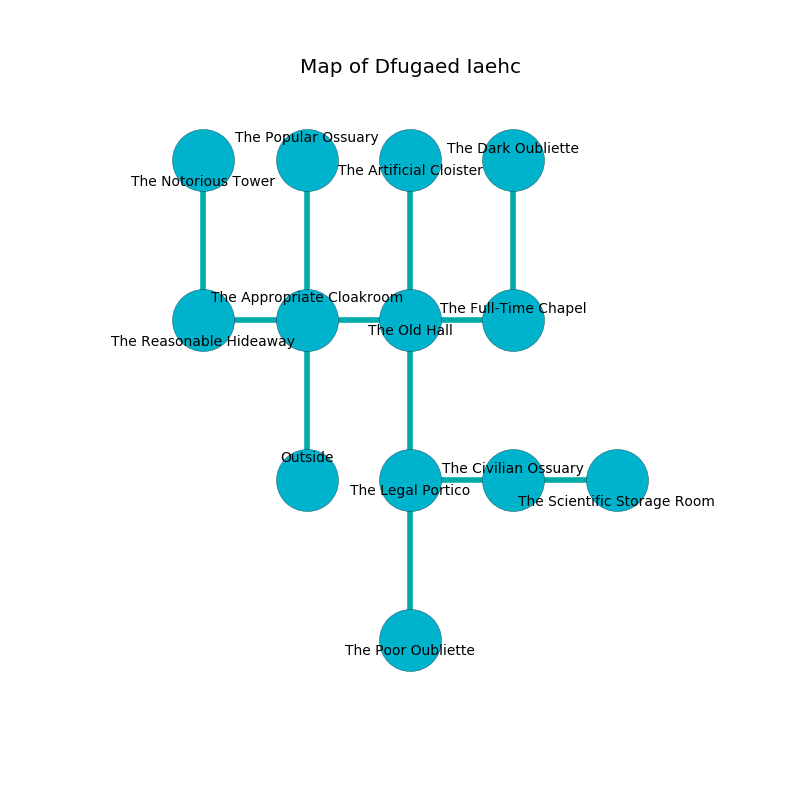 Map of Dfugaed Iaehc
The Popular Ossuary
The Dark Oubliette
The Artificial Cloister
The Notorious Tower
The Appropriate Cloakroom
The Full-Time Chapel
The Old Hall
The Reasonable Hideaway
Outside
The Civilian Ossuary
The Legal Portico
The Scientific Storage Room
The Poor Oubliette